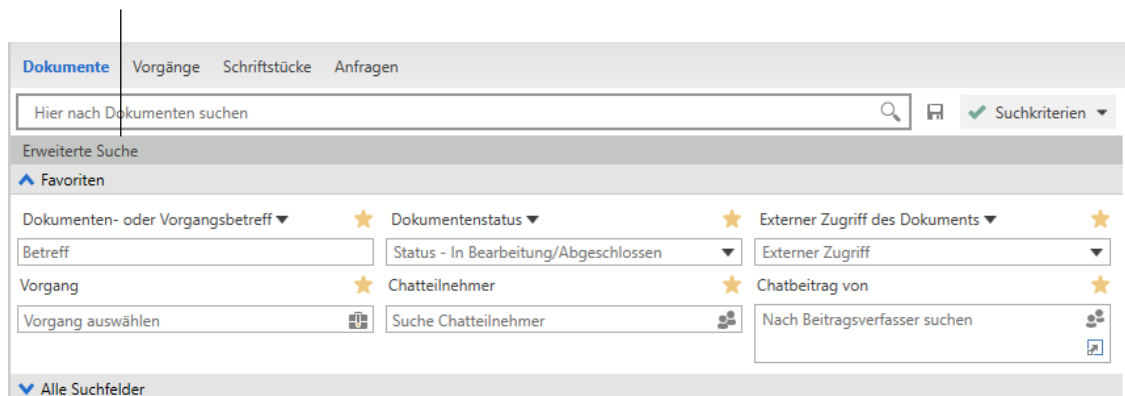 Dokumente Vorgänge Schriftstücke Anfragen
Hier nach Dokumenten suchen Suchkriterien
Erweiterte Suche
Favoriten
Dokumenten- oder Vorgangsbetreff Dokumentenstatus Externer Zugriff des Dokuments
Betreff Status - In Bearbeitung/Abgeschlossen Externer Zugriff
Vorgang Chatteilnehmer Chatbeitrag von
Vorgang auswählen Suche Chatteilnehmer Nach Beitragsverfasser suchen
Alle Suchfelder